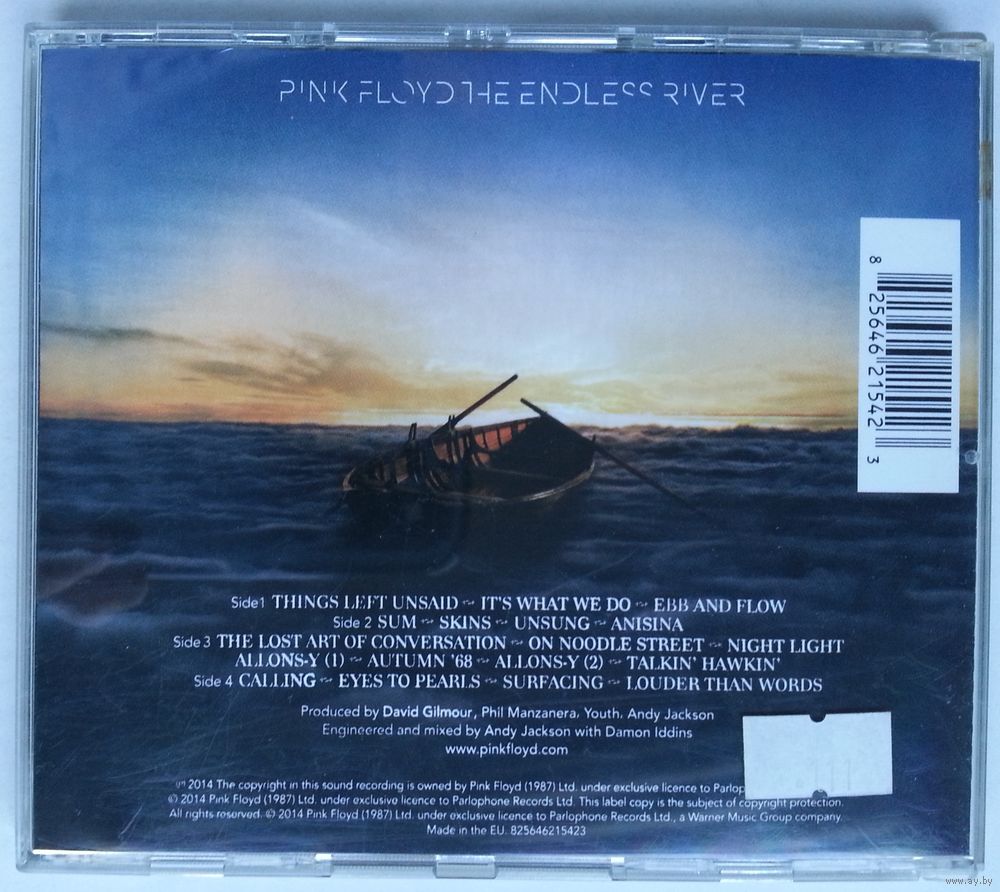 PINK FLOYD THE ENDLESS RIVER
8 25646 21542 3
Side 1 THINGS LEFT UNSAID ~ IT'S WHAT WE DO ~ EBB AND FLOW
Side 2 SUM ~ SKINS ~ UNSUNG ~ ANISINA
Side 3 THE LOST ART OF CONVERSATION ~ ON NOODLE STREET ~ NIGHT LIGHT
ALLONS-Y (1) ~ AUTUMN '68 ~ ALLONS-Y (2) ~ TALKIN' HAWKIN'
Side 4 CALLING ~ EYES TO PEARLS ~ SURFACING ~ LOUDER THAN WORDS
Produced by David Gilmour, Phil Manzanera, Youth, Andy Jackson
Engineered and mixed by Andy Jackson with Damon Iddins
www.pinkfloyd.com
℗ 2014 The copyright in this sound recording is owned by Pink Floyd (1987) Ltd. under exclusive licence to Parlop
© 2014 Pink Floyd (1987) Ltd. under exclusive licence to Parlophone Records Ltd. This label copy is the subject of copyright protection.
All rights reserved. © 2014 Pink Floyd (1987) Ltd. under exclusive licence to Parlophone Records Ltd., a Warner Music Group company.
Made in the EU. 825646215423
www.ay.by